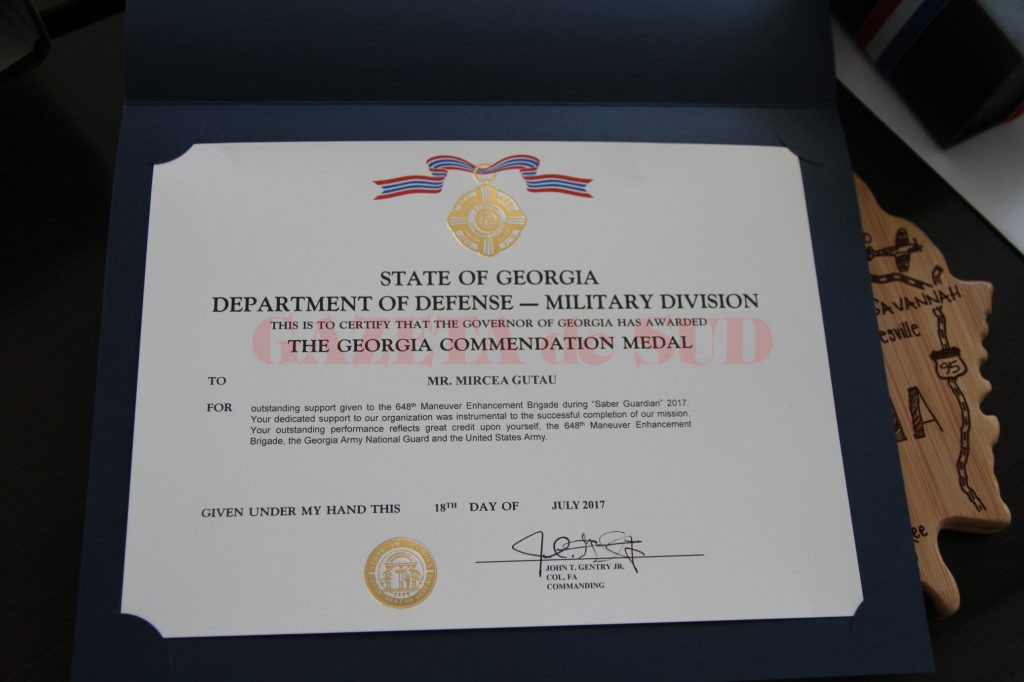 STATE OF GEORGIA
DEPARTMENT OF DEFENSE — MILITARY DIVISION
THIS IS TO CERTIFY THAT THE GOVERNOR OF GEORGIA HAS AWARDED
THE GEORGIA COMMENDATION MEDAL
GAZETA de SUD
TO MR. MIRCEA GUTAU
FOR outstanding support given to the 648th Maneuver Enhancement Brigade during "Saber Guardian" 2017.
Your dedicated support to our organization was instrumental to the successful completion of our mission.
Your outstanding performance reflects great credit upon yourself, the 648th Maneuver Enhancement
Brigade, the Georgia Army National Guard and the United States Army.
GIVEN UNDER MY HAND THIS 18TH DAY OF JULY 2017
JOHN T. GENTRY JR.
COL, FA
COMMANDING
SAVANNAH
esville
95
IA
ee